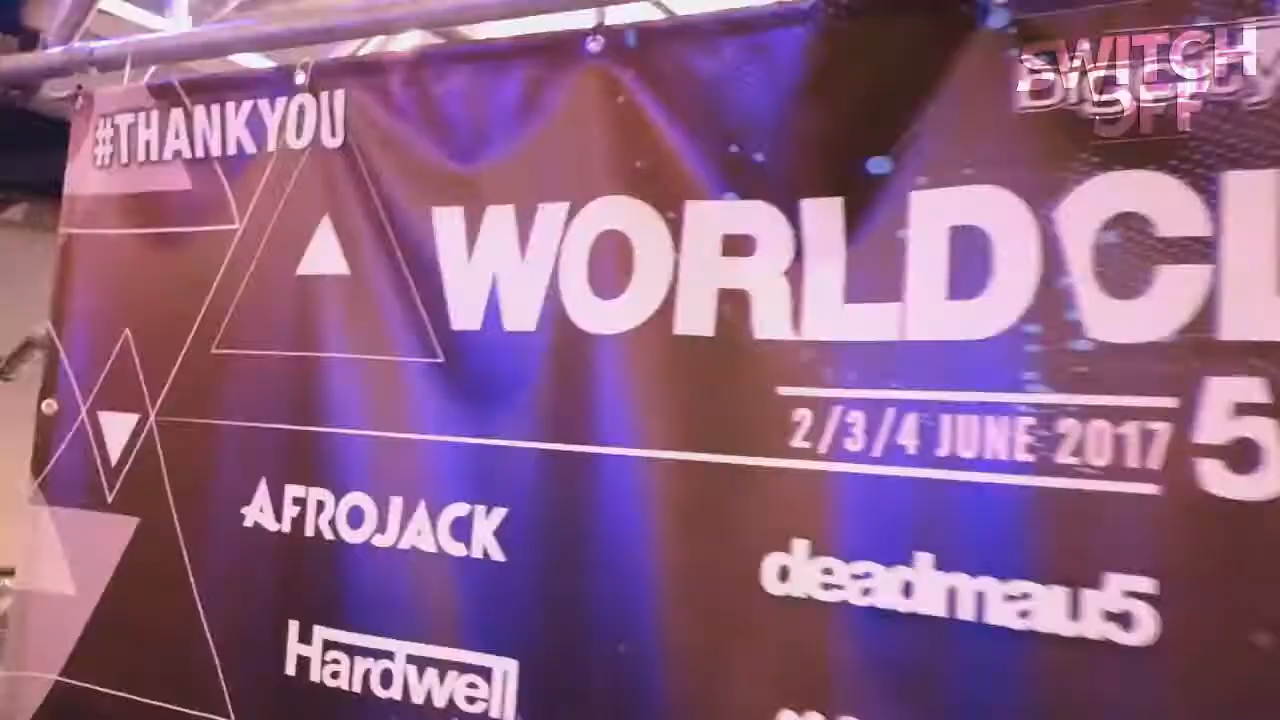 #THANKYOU
SWITCH
OFF
WORLDCL
2/3/4 JUNE 2017
5
AFROJACK
deadmau5
Hardwell